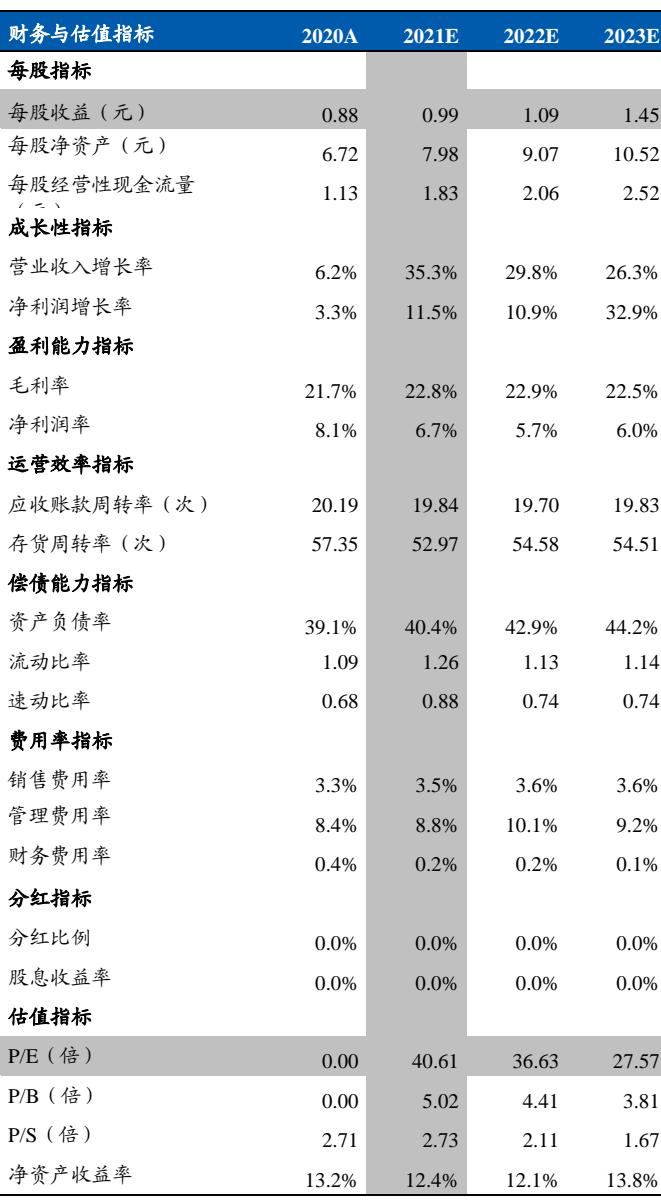 财务与估值指标 2020A 2021E 2022E 2023E
每股指标
每股收益（元） 0.88 0.99 1.09 1.45
每股净资产（元） 6.72 7.98 9.07 10.52
每股经营性现金流量 1.13 1.83 2.06 2.52
成长性指标
营业收入增长率 6.2% 35.3% 29.8% 26.3%
净利润增长率 3.3% 11.5% 10.9% 32.9%
盈利能力指标
毛利率 21.7% 22.8% 22.9% 22.5%
净利润率 8.1% 6.7% 5.7% 6.0%
运营效率指标
应收账款周转率（次） 20.19 19.84 19.70 19.83
存货周转率（次） 57.35 52.97 54.58 54.51
偿债能力指标
资产负债率 39.1% 40.4% 42.9% 44.2%
流动比率 1.09 1.26 1.13 1.14
速动比率 0.68 0.88 0.74 0.74
费用率指标
销售费用率 3.3% 3.5% 3.6% 3.6%
管理费用率 8.4% 8.8% 10.1% 9.2%
财务费用率 0.4% 0.2% 0.2% 0.1%
分红指标
分红比例 0.0% 0.0% 0.0% 0.0%
股息收益率 0.0% 0.0% 0.0% 0.0%
估值指标
P/E（倍） 0.00 40.61 36.63 27.57
P/B（倍） 0.00 5.02 4.41 3.81
P/S（倍） 2.71 2.73 2.11 1.67
净资产收益率 13.2% 12.4% 12.1% 13.8%